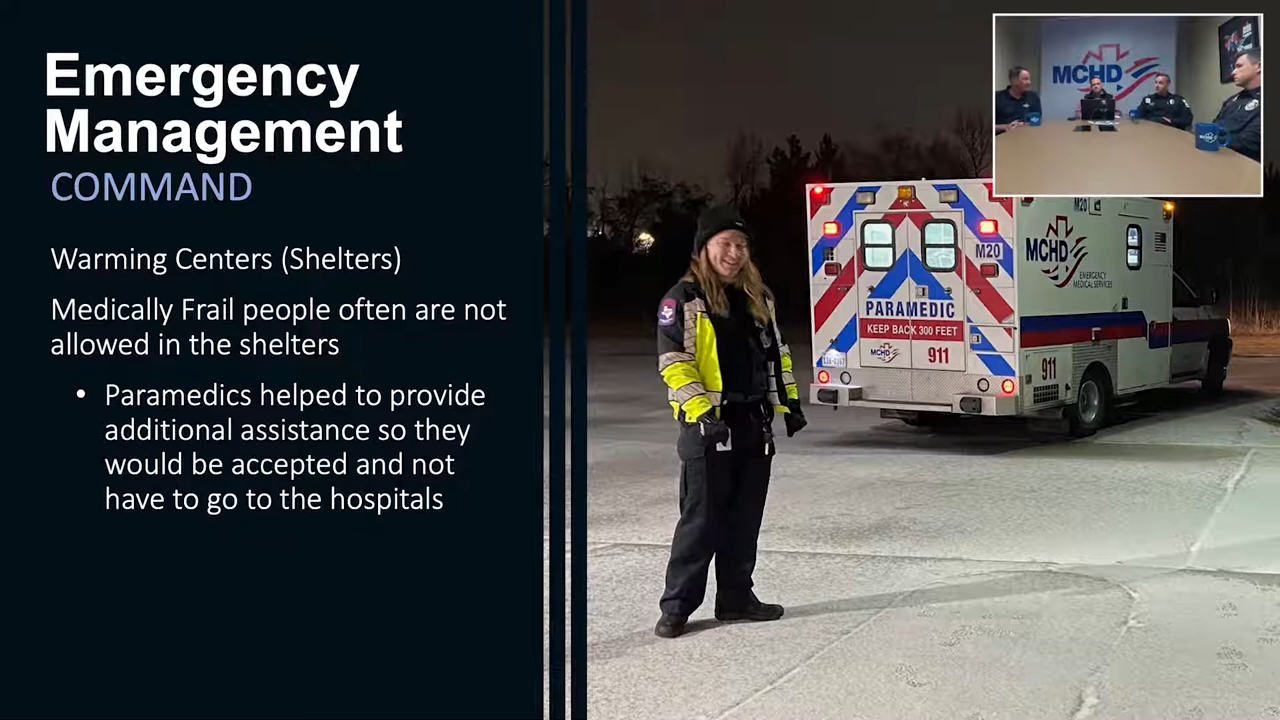 Emergency
Management
COMMAND
Warming Centers (Shelters)
Medically Frail people often are not
allowed in the shelters
• Paramedics helped to provide
additional assistance so they
would be accepted and not
have to go to the hospitals
MCHD
M20
M20
MCHD
EMERGENCY
MEDICAL SERVICES
PARAMEDIC
KEEP BACK 300 FEET
MCHD
911
911